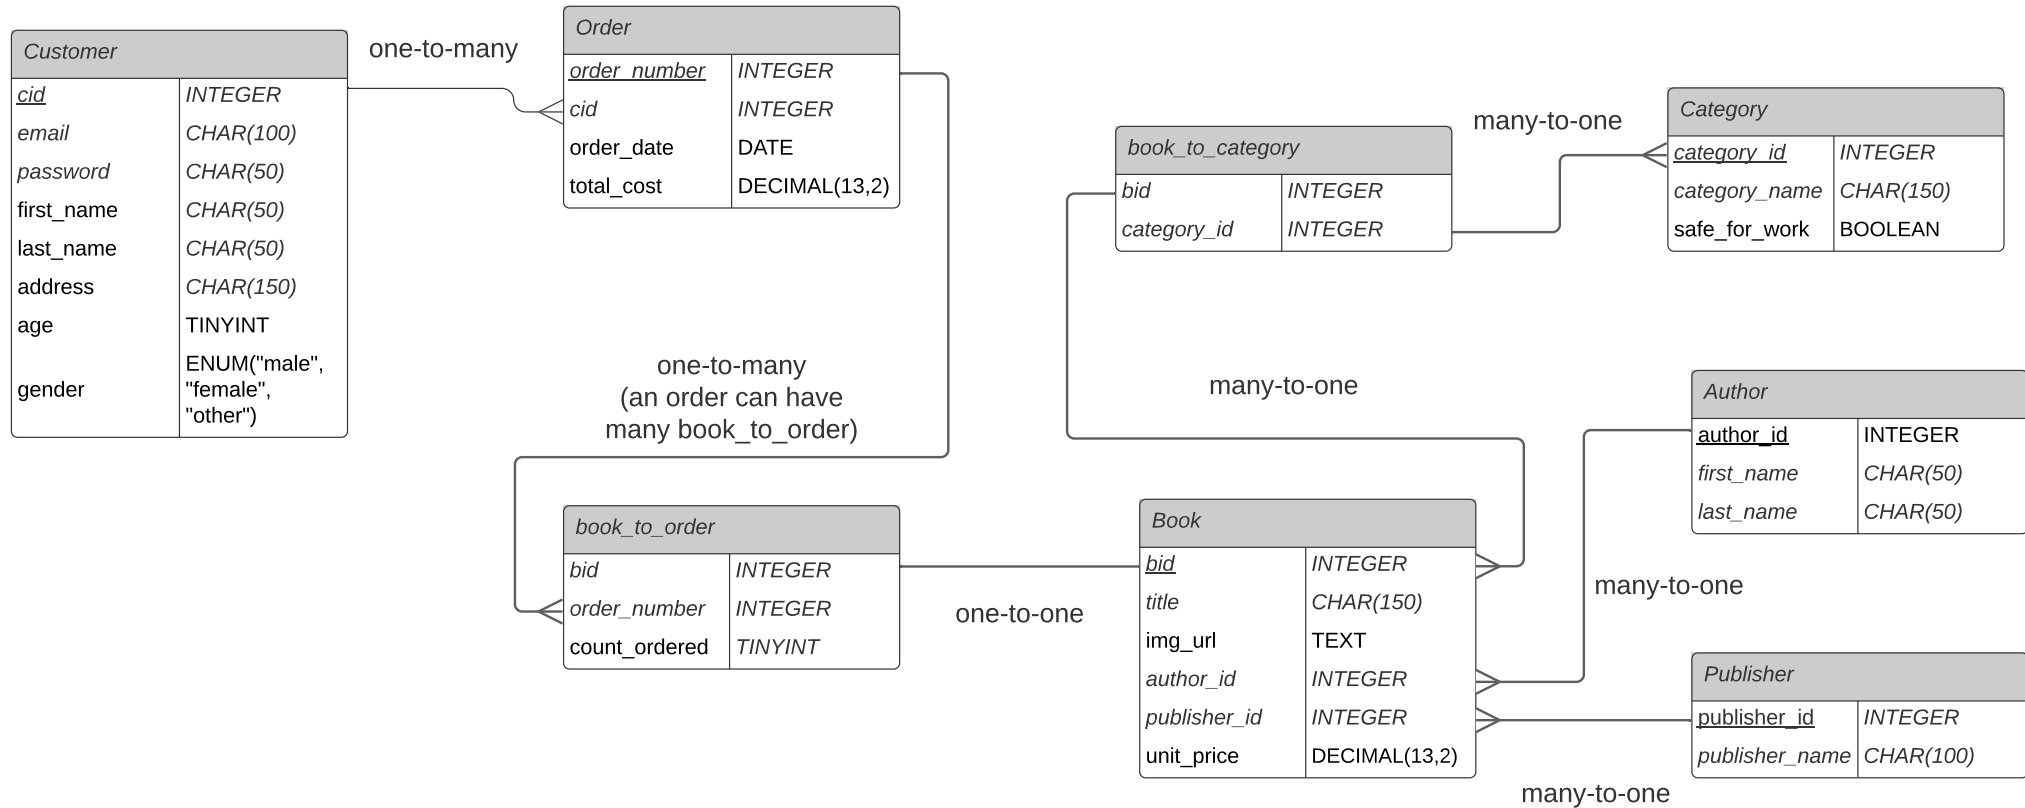 Customer
cid INTEGER
email CHAR(100)
password CHAR(50)
first_name CHAR(50)
last_name CHAR(50)
address CHAR(150)
age TINYINT
gender ENUM("male",
"female",
"other")
one-to-many
Order
order_number INTEGER
cid INTEGER
order_date DATE
total_cost DECIMAL(13,2)
one-to-many
(an order can have
many book_to_order)
book_to_order
bid INTEGER
order_number INTEGER
count_ordered TINYINT
one-to-one
book_to_category
bid INTEGER
category_id INTEGER
many-to-one
Category
category_id INTEGER
category_name CHAR(150)
safe_for_work BOOLEAN
many-to-one
Book
bid INTEGER
title CHAR(150)
img_url TEXT
author_id INTEGER
publisher_id INTEGER
unit_price DECIMAL(13,2)
Author
author_id INTEGER
first_name CHAR(50)
last_name CHAR(50)
many-to-one
Publisher
publisher_id INTEGER
publisher_name CHAR(100)
many-to-one